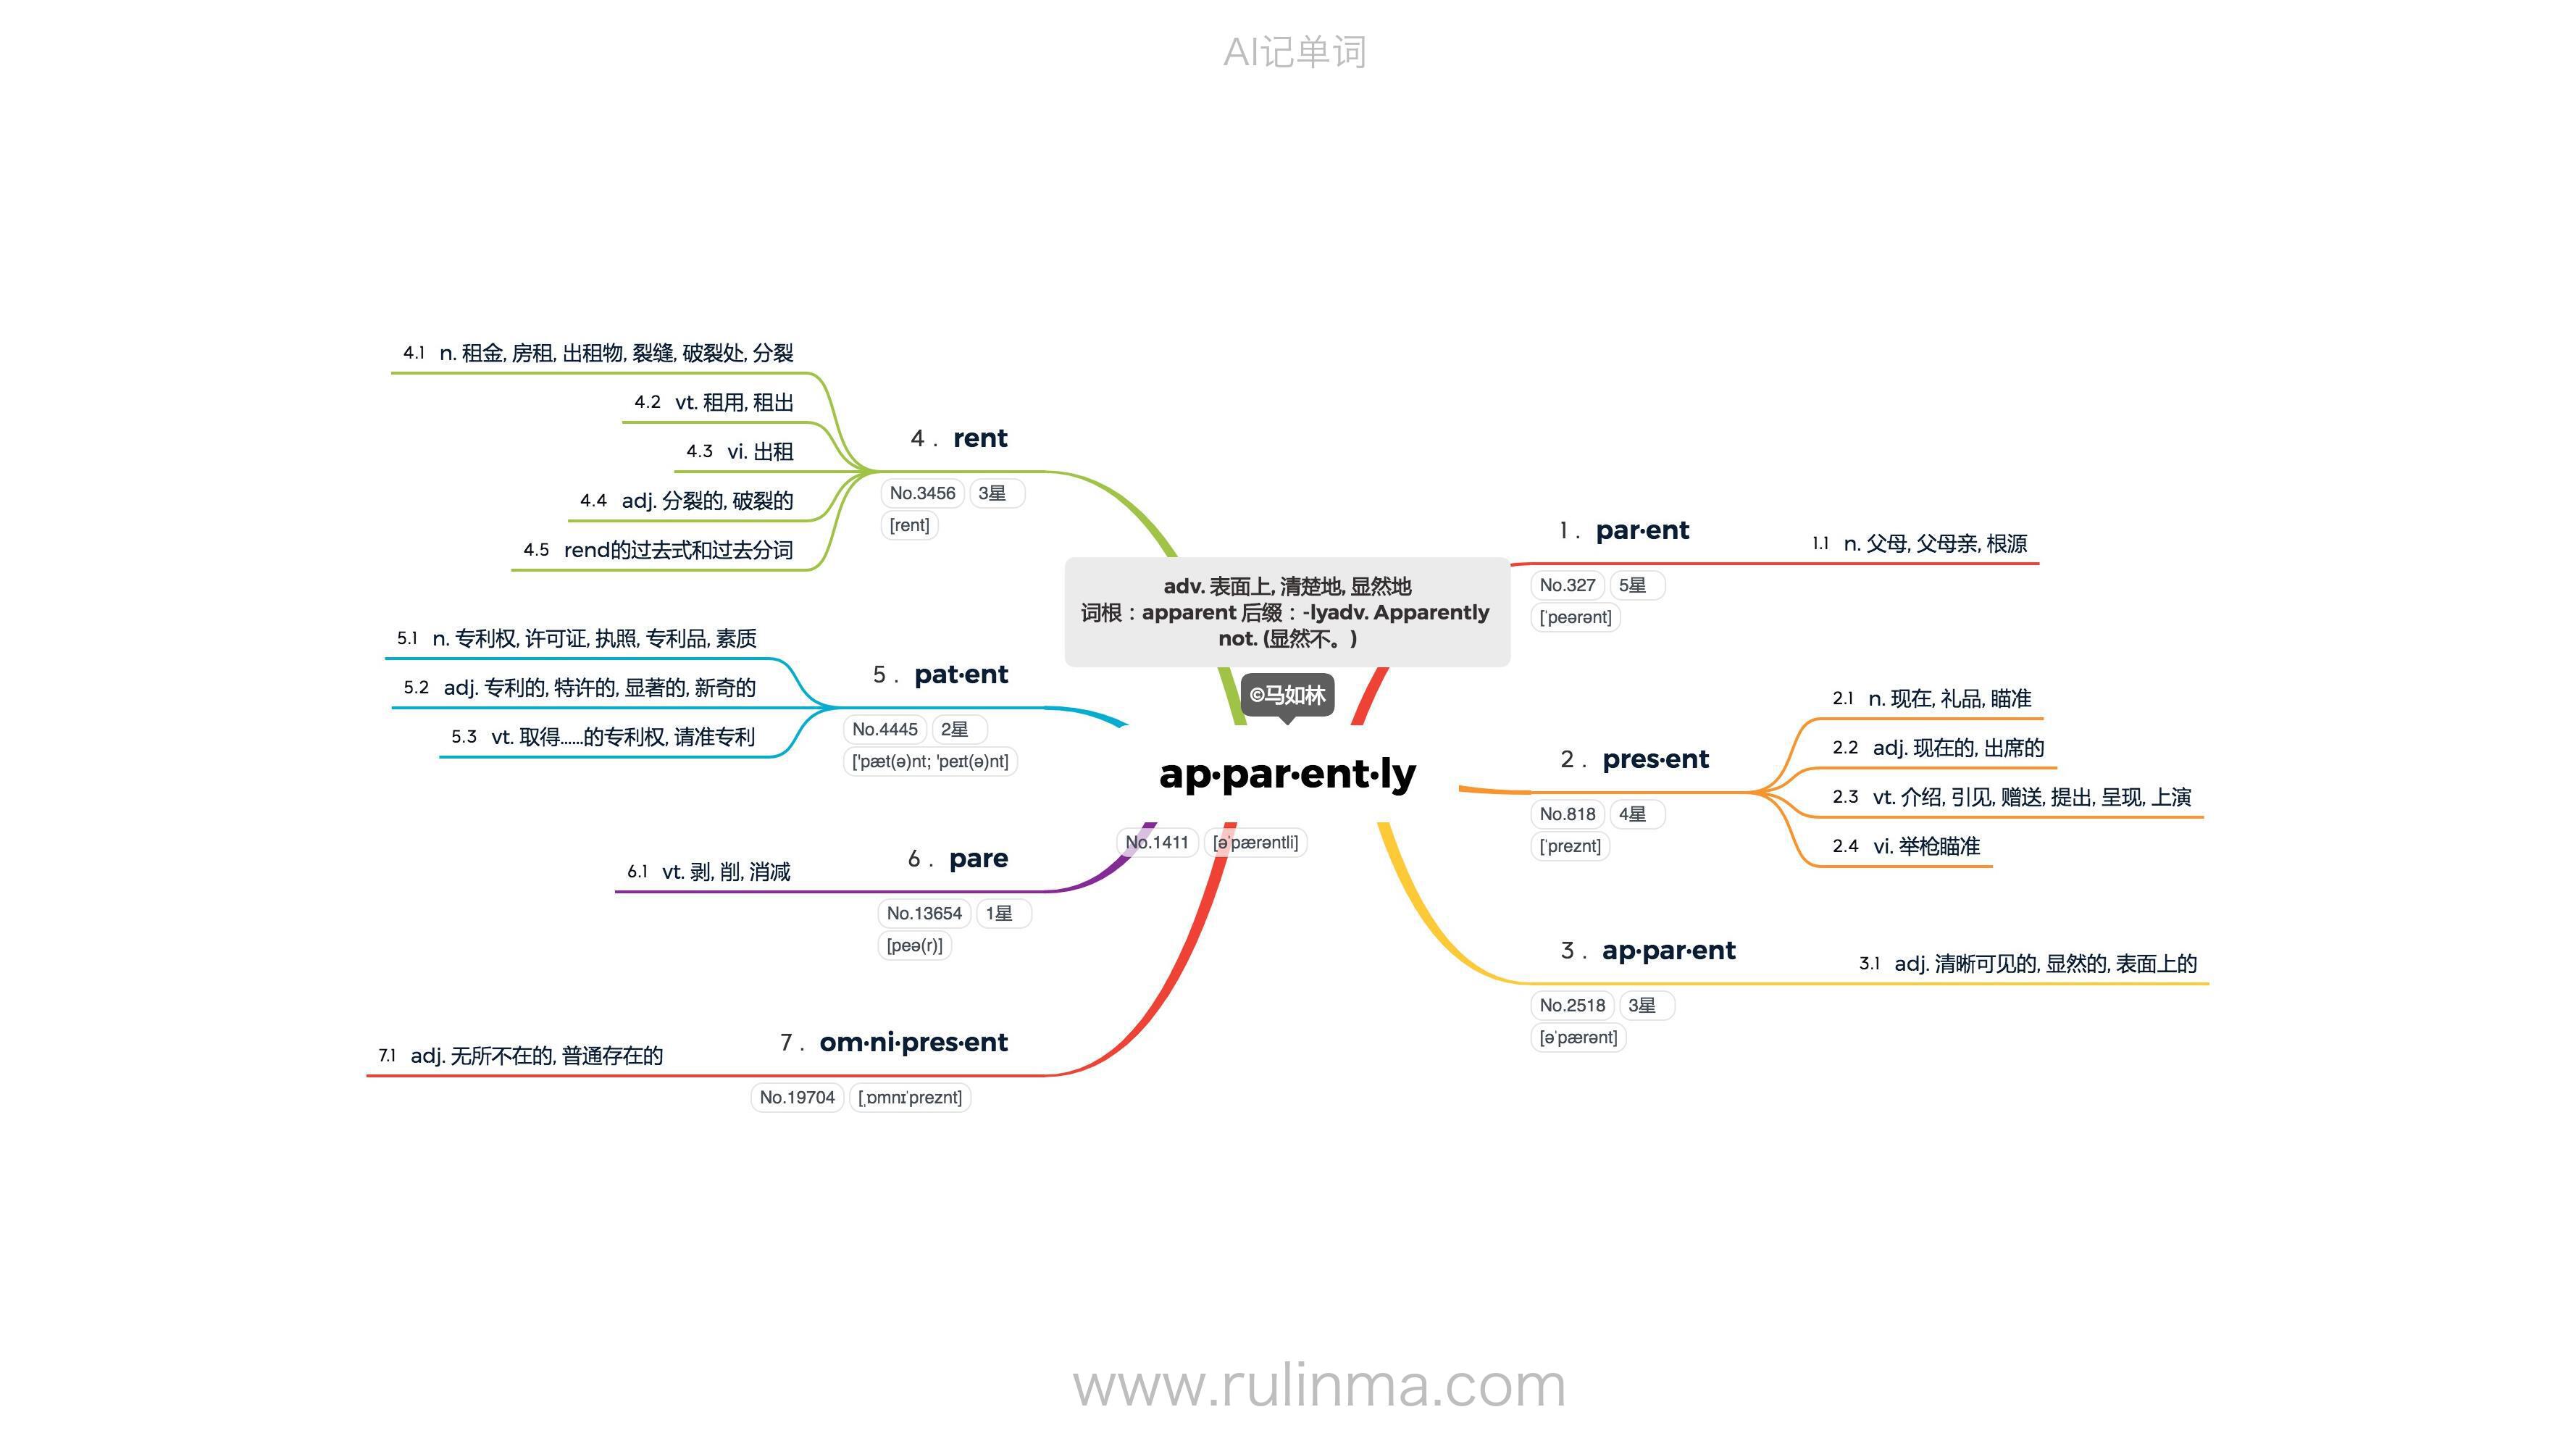 AI记单词
adv. 表面上, 清楚地, 显然地
词根：apparent 后缀：-lyadv. Apparently
not. (显然不。)
©马如林
ap·par·ent·ly
No.1411 [əˈpærəntli]
1. par·ent
No.327 5星
[ˈpeərənt]
1.1 n. 父母, 父母亲, 根源
2. pres·ent
No.818 4星
[ˈpreznt]
2.1 n. 现在, 礼品, 瞄准
2.2 adj. 现在的, 出席的
2.3 vt. 介绍, 引见, 赠送, 提出, 呈现, 上演
2.4 vi. 举枪瞄准
3. ap·par·ent
No.2518 3星
[əˈpærənt]
3.1 adj. 清晰可见的, 显然的, 表面上的
4. rent
No.3456 3星
[rent]
4.1 n. 租金, 房租, 出租物, 裂缝, 破裂处, 分裂
4.2 vt. 租用, 租出
4.3 vi. 出租
4.4 adj. 分裂的, 破裂的
4.5 rend的过去式和过去分词
5. pat·ent
No.4445 2星
['pæt(ə)nt; 'peɪt(ə)nt]
5.1 n. 专利权, 许可证, 执照, 专利品, 素质
5.2 adj. 专利的, 特许的, 显著的, 新奇的
5.3 vt. 取得......的专利权, 请准专利
6. pare
No.13654 1星
[peə(r)]
6.1 vt. 剥, 削, 消减
7. om·ni·pres·ent
No.19704 [ˌɒmnɪˈpreznt]
7.1 adj. 无所不在的, 普通存在的
www.rulinma.com